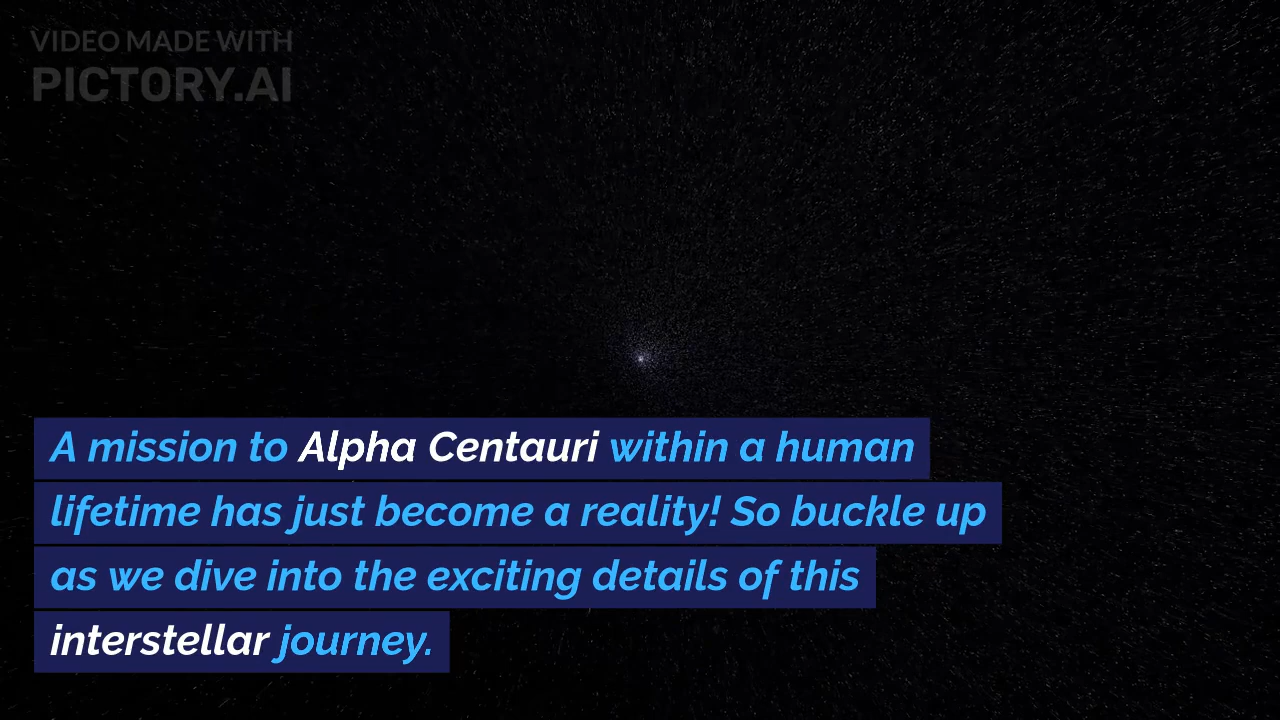 VIDEO MADE WITH
PICTORY.AI
A mission to Alpha Centauri within a human
lifetime has just become a reality! So buckle up
as we dive into the exciting details of this
interstellar journey.